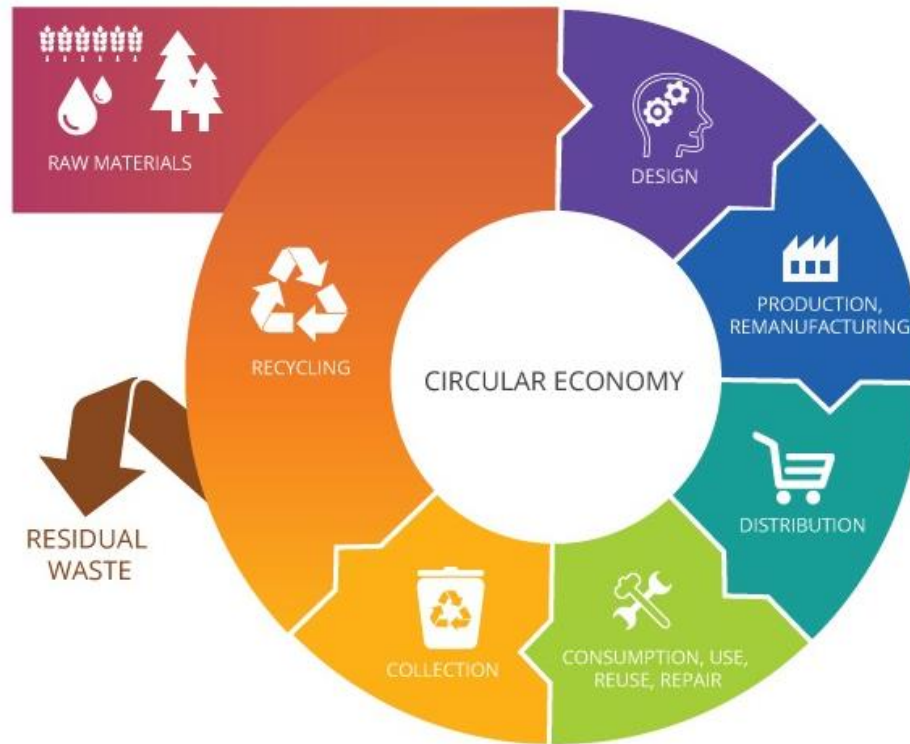 RAW MATERIALS
DESIGN
PRODUCTION,
REMANUFACTURING
DISTRIBUTION
CONSUMPTION, USE,
REUSE, REPAIR
COLLECTION
RECYCLING
CIRCULAR ECONOMY
RESIDUAL
WASTE